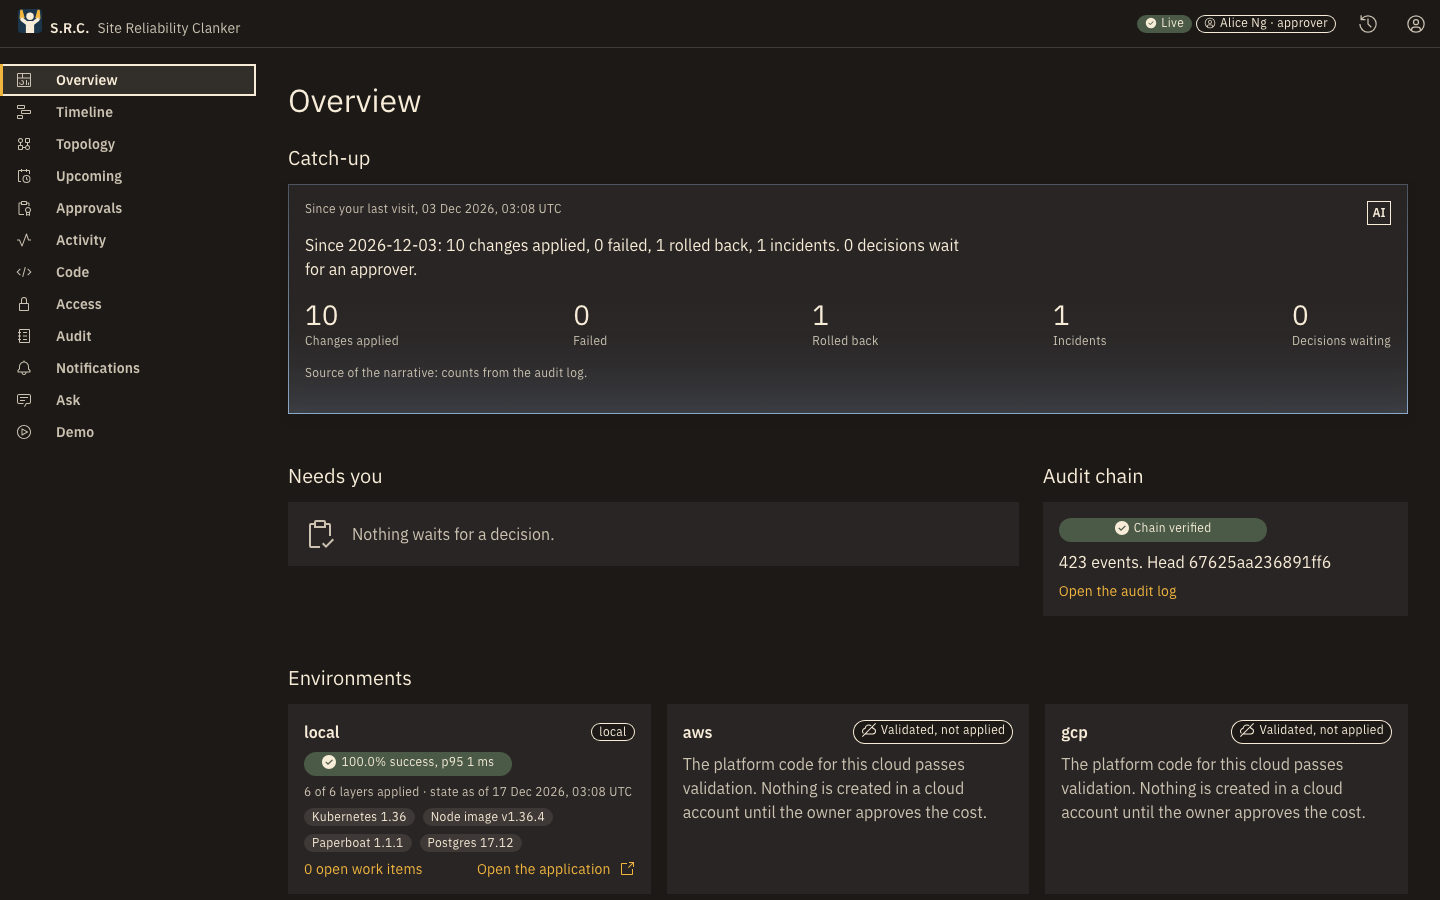 S.R.C. Site Reliability Clanker
Live
Alice Ng · approver
Overview
Timeline
Topology
Upcoming
Approvals
Activity
Code
Access
Audit
Notifications
Ask
Demo
Overview
Catch-up
Since your last visit, 03 Dec 2026, 03:08 UTC
AI
Since 2026-12-03: 10 changes applied, 0 failed, 1 rolled back, 1 incidents. 0 decisions wait
for an approver.
10
Changes applied
0
Failed
1
Rolled back
1
Incidents
0
Decisions waiting
Source of the narrative: counts from the audit log.
Needs you
Nothing waits for a decision.
Audit chain
Chain verified
423 events. Head 67625aa236891ff6
Open the audit log
Environments
local
local
100.0% success, p95 1 ms
6 of 6 layers applied · state as of 17 Dec 2026, 03:08 UTC
Kubernetes 1.36
Node image v1.36.4
Paperboat 1.1.1
Postgres 17.12
0 open work items
Open the application
aws
Validated, not applied
The platform code for this cloud passes
validation. Nothing is created in a cloud
account until the owner approves the cost.
gcp
Validated, not applied
The platform code for this cloud passes
validation. Nothing is created in a cloud
account until the owner approves the cost.